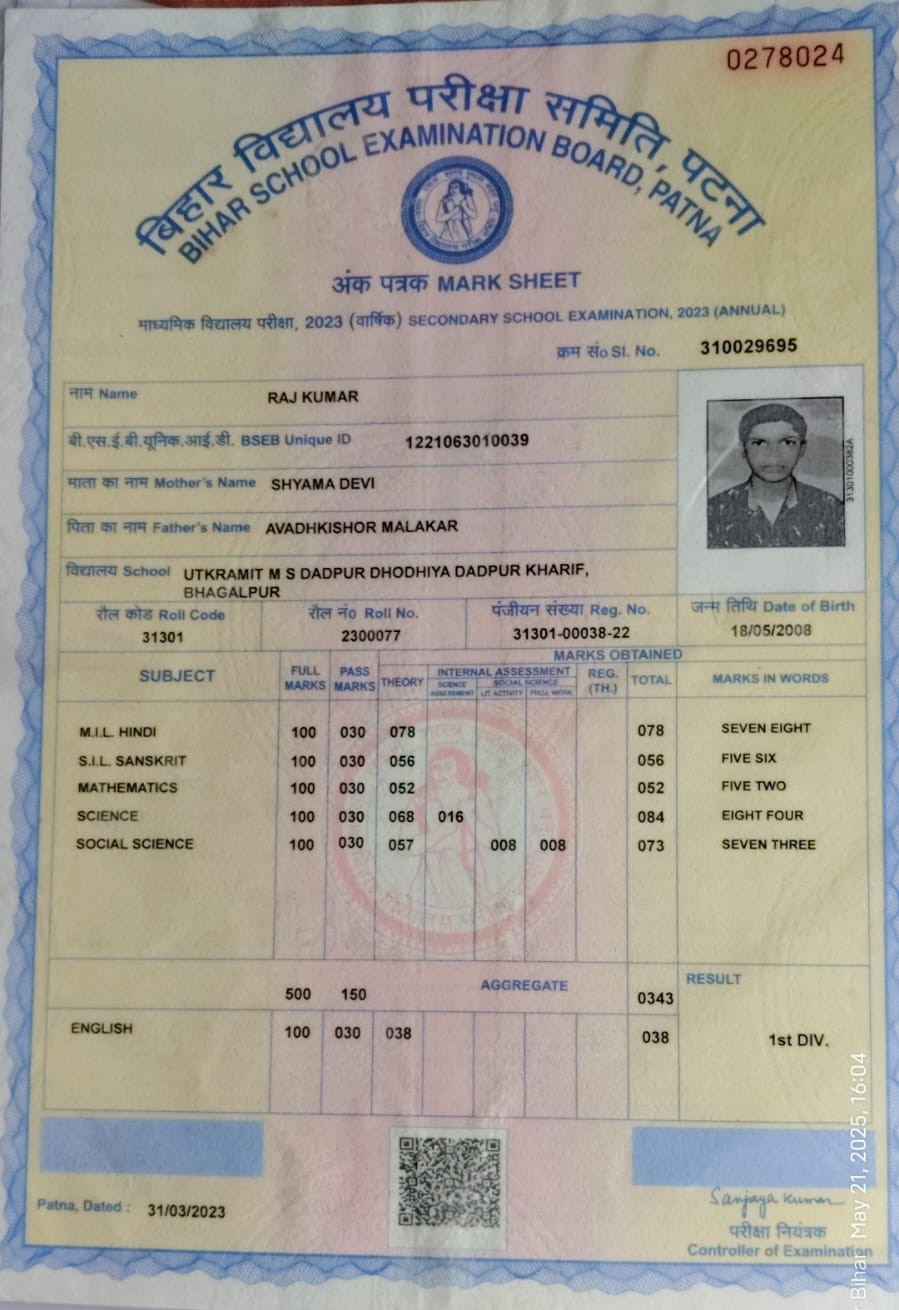 0278024
बिहार विद्यालय परीक्षा समिति, पटना
BIHAR SCHOOL EXAMINATION BOARD, PATNA
अंक पत्रक MARK SHEET
माध्यमिक विद्यालय परीक्षा, 2023 (वार्षिक) SECONDARY SCHOOL EXAMINATION, 2023 (ANNUAL)
क्रम सं० Sl. No. 310029695
नाम Name RAJ KUMAR
बी.एस.ई.बी.यूनिक.आई.डी. BSEB Unique ID 1221063010039
माता का नाम Mother's Name SHYAMA DEVI
पिता का नाम Father's Name AVADHKISHOR MALAKAR
31301000382A
विद्यालय School UTKRAMIT M S DADPUR DHODHIYA DADPUR KHARIF,
BHAGALPUR
रौल कोड Roll Code रौल नं० Roll No. पंजीयन संख्या Reg. No. जन्म तिथि Date of Birth
31301 2300077 31301-00038-22 18/05/2008
MARKS OBTAINED
SUBJECT FULL MARKS PASS MARKS THEORY INTERNAL ASSESSMENT REG. (TH.) TOTAL MARKS IN WORDS
SCIENCE ASSESSMENT SOCIAL SCIENCE
LIT ACTIVITY PROJ. WORK
M.I.L. HINDI 100 030 078 078 SEVEN EIGHT
S.I.L. SANSKRIT 100 030 056 056 FIVE SIX
MATHEMATICS 100 030 052 052 FIVE TWO
SCIENCE 100 030 068 016 084 EIGHT FOUR
SOCIAL SCIENCE 100 030 057 008 008 073 SEVEN THREE
500 150 AGGREGATE 0343 RESULT
ENGLISH 100 030 038 038 1st DIV.
Patna, Dated : 31/03/2023
Sanjaya Kumar
परीक्षा नियंत्रक
Controller of Examination
Bihar May 21, 2025, 16:04